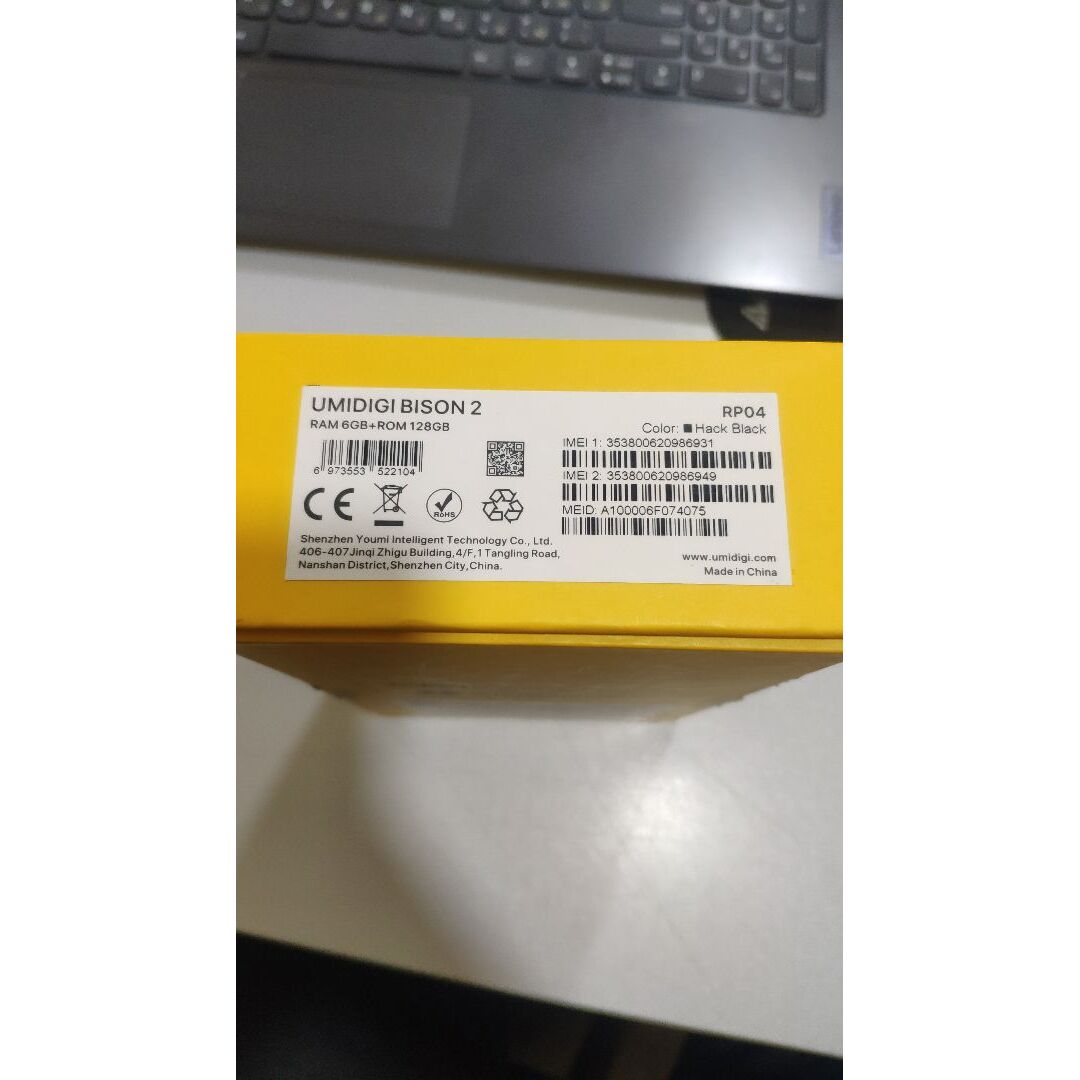 UMIDIGI BISON 2
RAM 6GB+ROM 128GB
RP04
Color: Hack Black
6 973553 522104
IMEI 1: 353800620986931
IMEI 2: 353800620986949
MEID: A100006F074075
CE
RoHS
Shenzhen Youmi Intelligent Technology Co., Ltd.
406-407Jinqi Zhigu Building,4/F,1 Tangling Road,
Nanshan District,Shenzhen City,China.
www.umidigi.com
Made in China